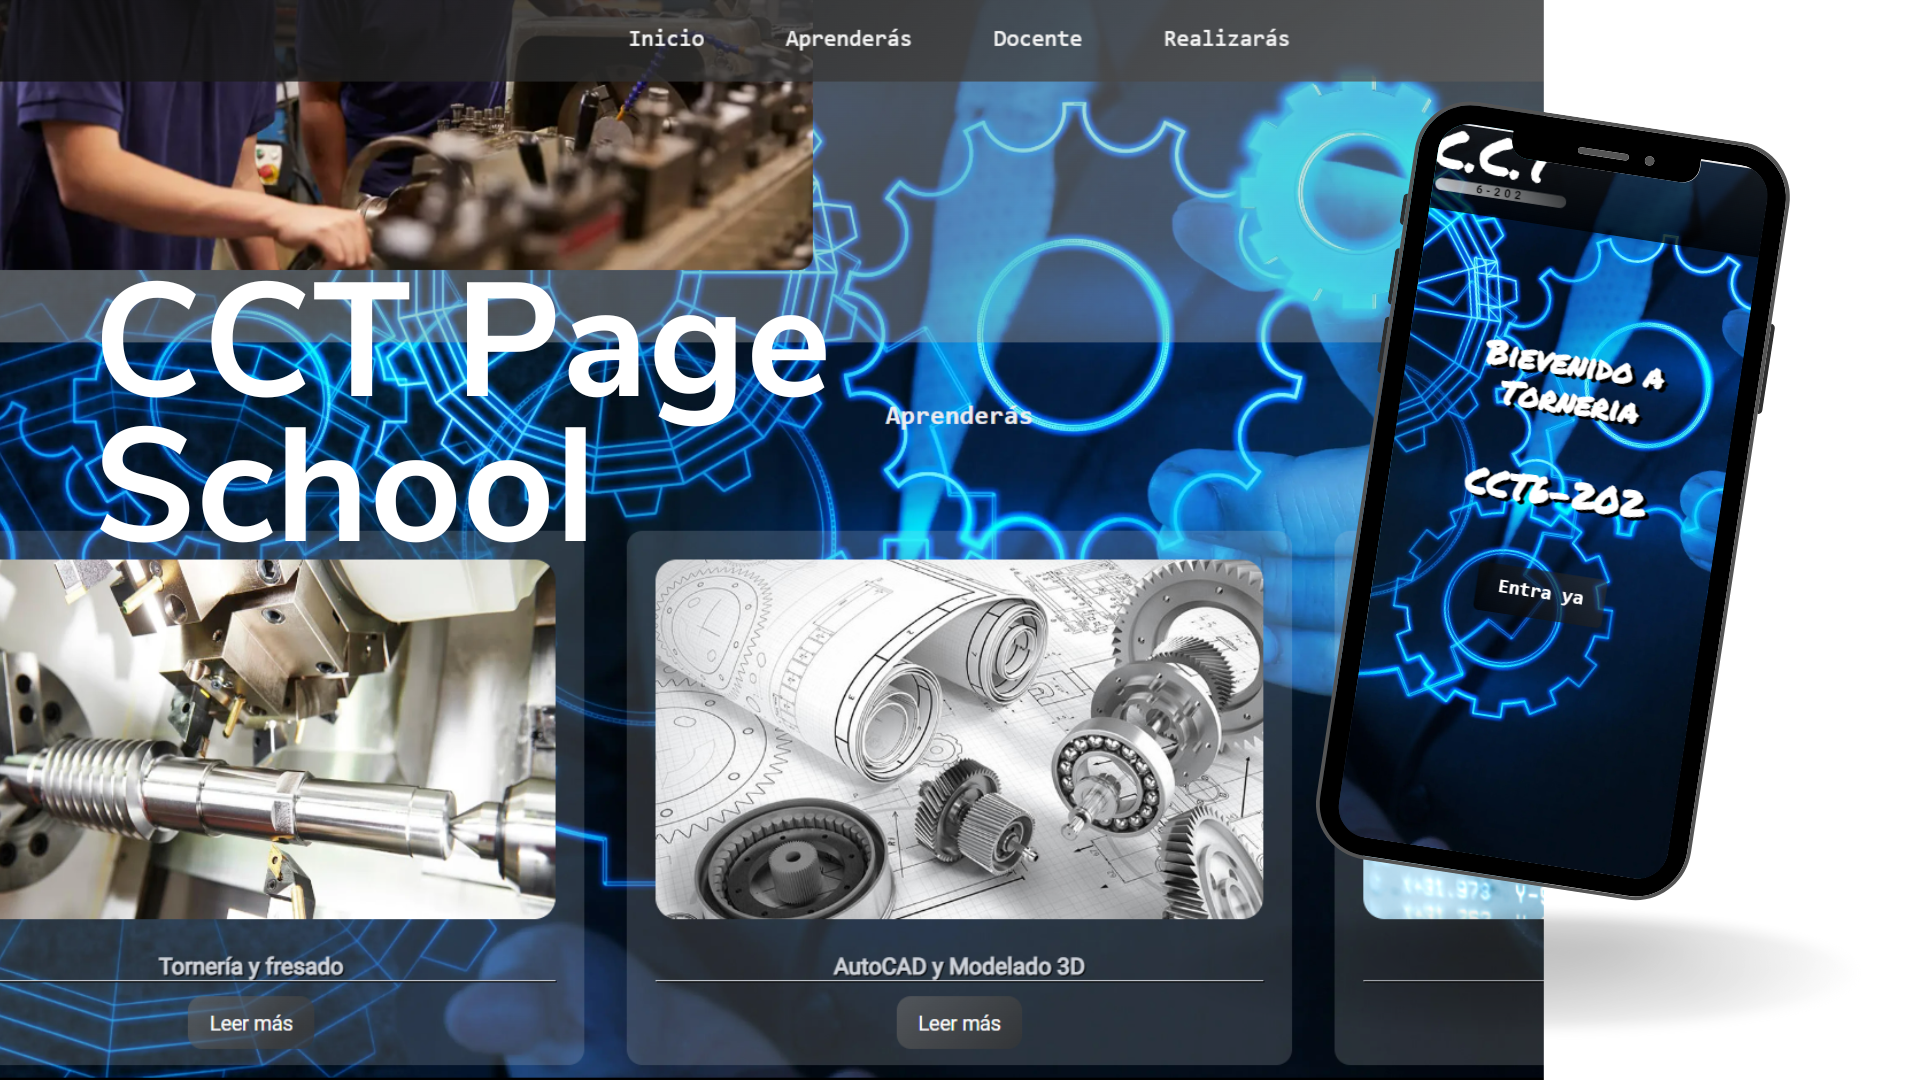 Inicio Aprenderás Docente Realizarás
CCT Page
School
Aprenderás
Tornería y fresado
Leer más
AutoCAD y Modelado 3D
Leer más
C.C.T
6-202
Bievenido a
Torneria
CCT6-202
Entra ya